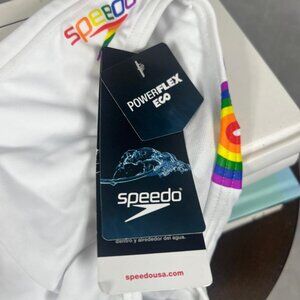 speedo
POWERFLEX
ECO
speedo
dentro y alrededor del agua.
speedousa.com